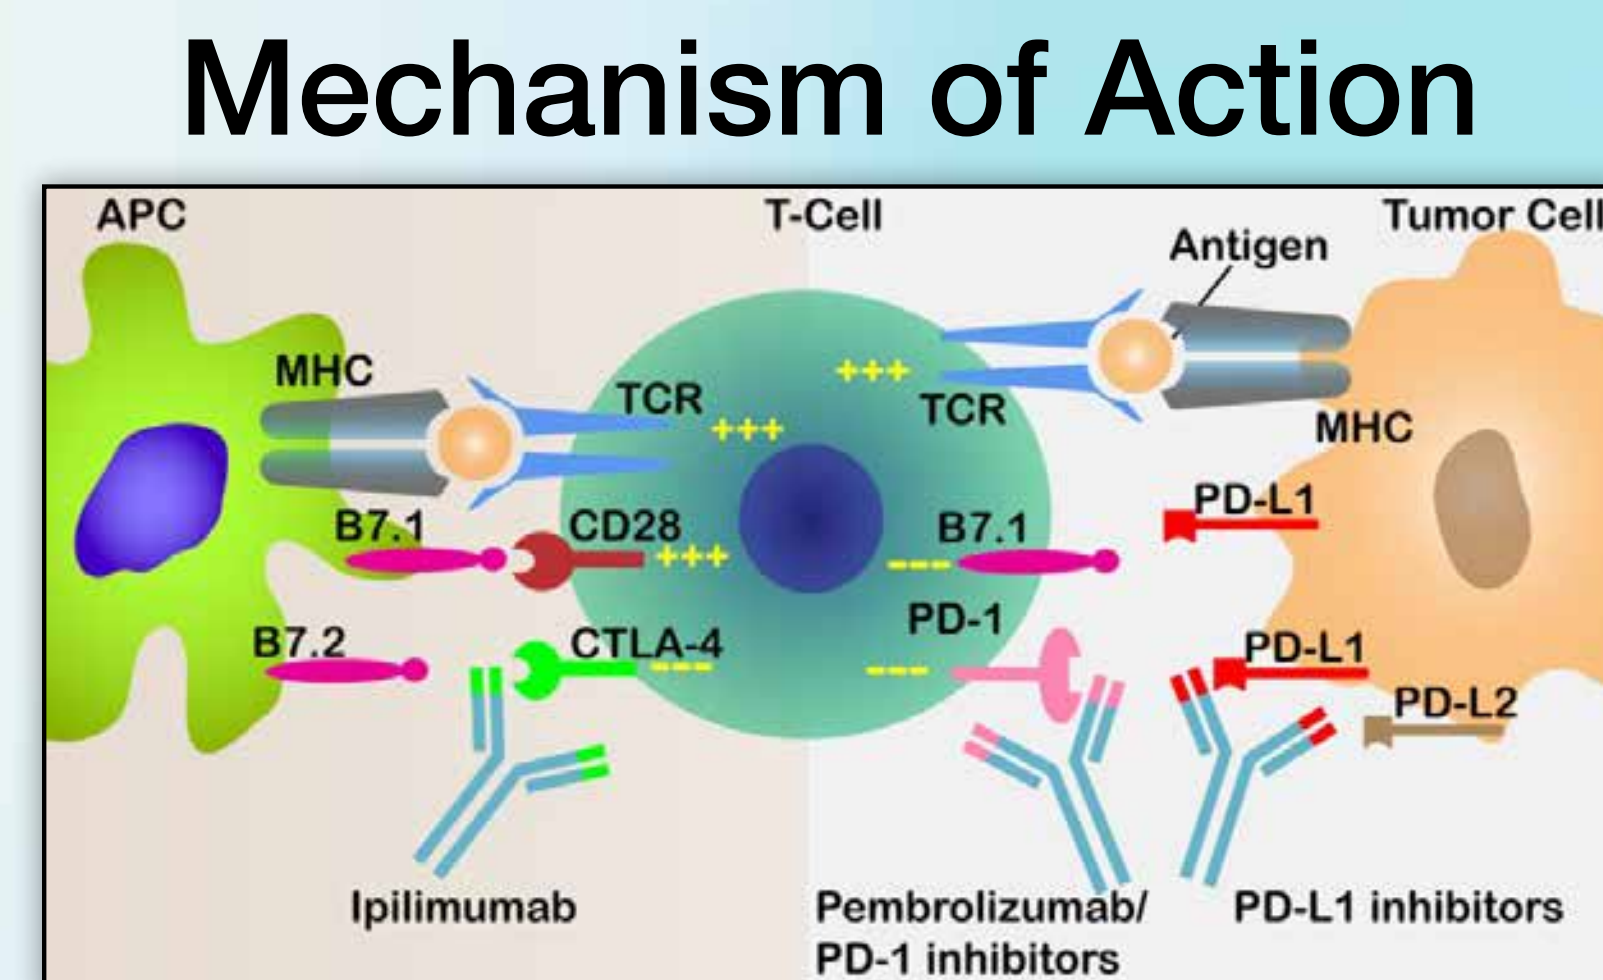 Mechanism of Action
APC
T-Cell
Tumor Cell
Antigen
MHC
TCR
+++
+++
TCR
MHC
B7.1
CD28
+++
B7.1
---
PD-L1
B7.2
CTLA-4
---
PD-1
---
PD-L1
PD-L2
Ipilimumab
Pembrolizumab/
PD-1 inhibitors
PD-L1 inhibitors